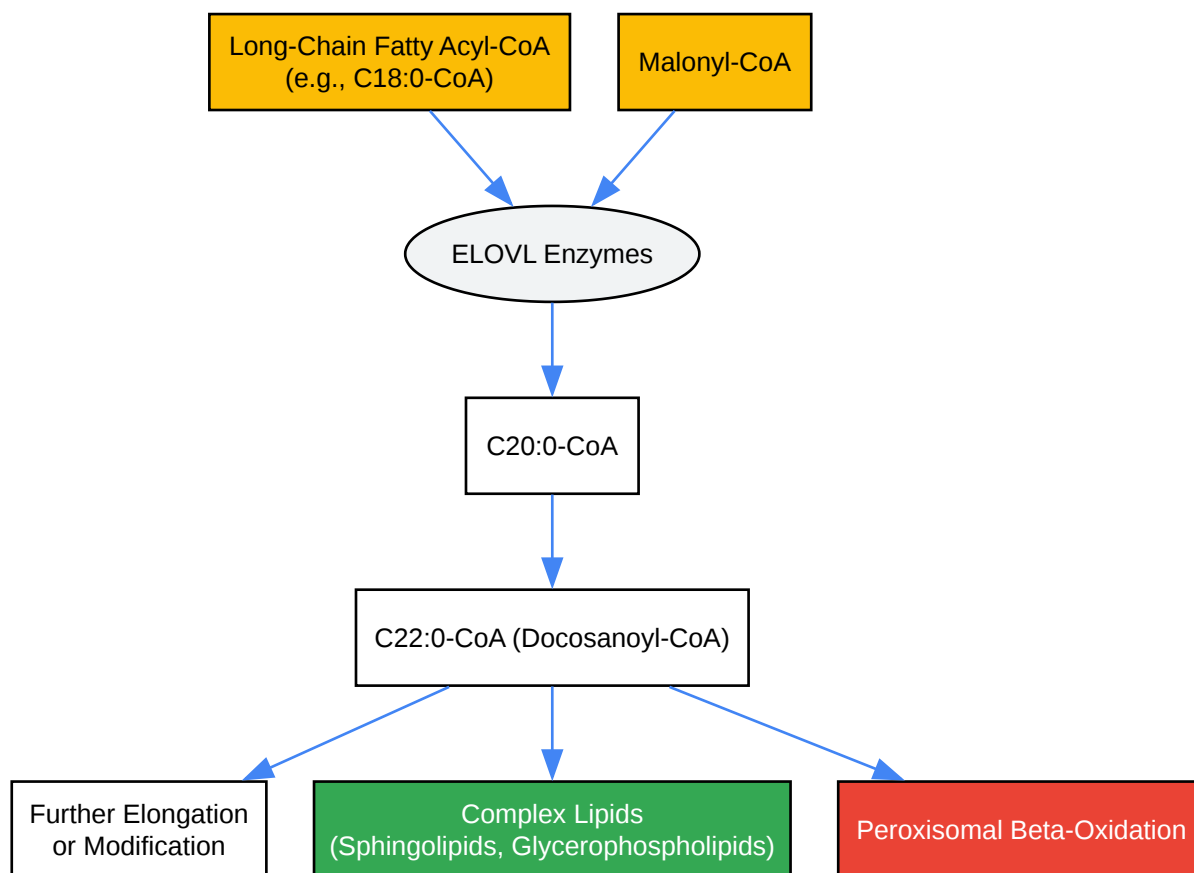 Long-Chain Fatty Acyl-CoA
(e.g., C18:0-CoA)
Malonyl-CoA
ELOVL Enzymes
C20:0-CoA
C22:0-CoA (Docosanoyl-CoA)
Further Elongation
or Modification
Complex Lipids
(Sphingolipids, Glycerophospholipids)
Peroxisomal Beta-Oxidation